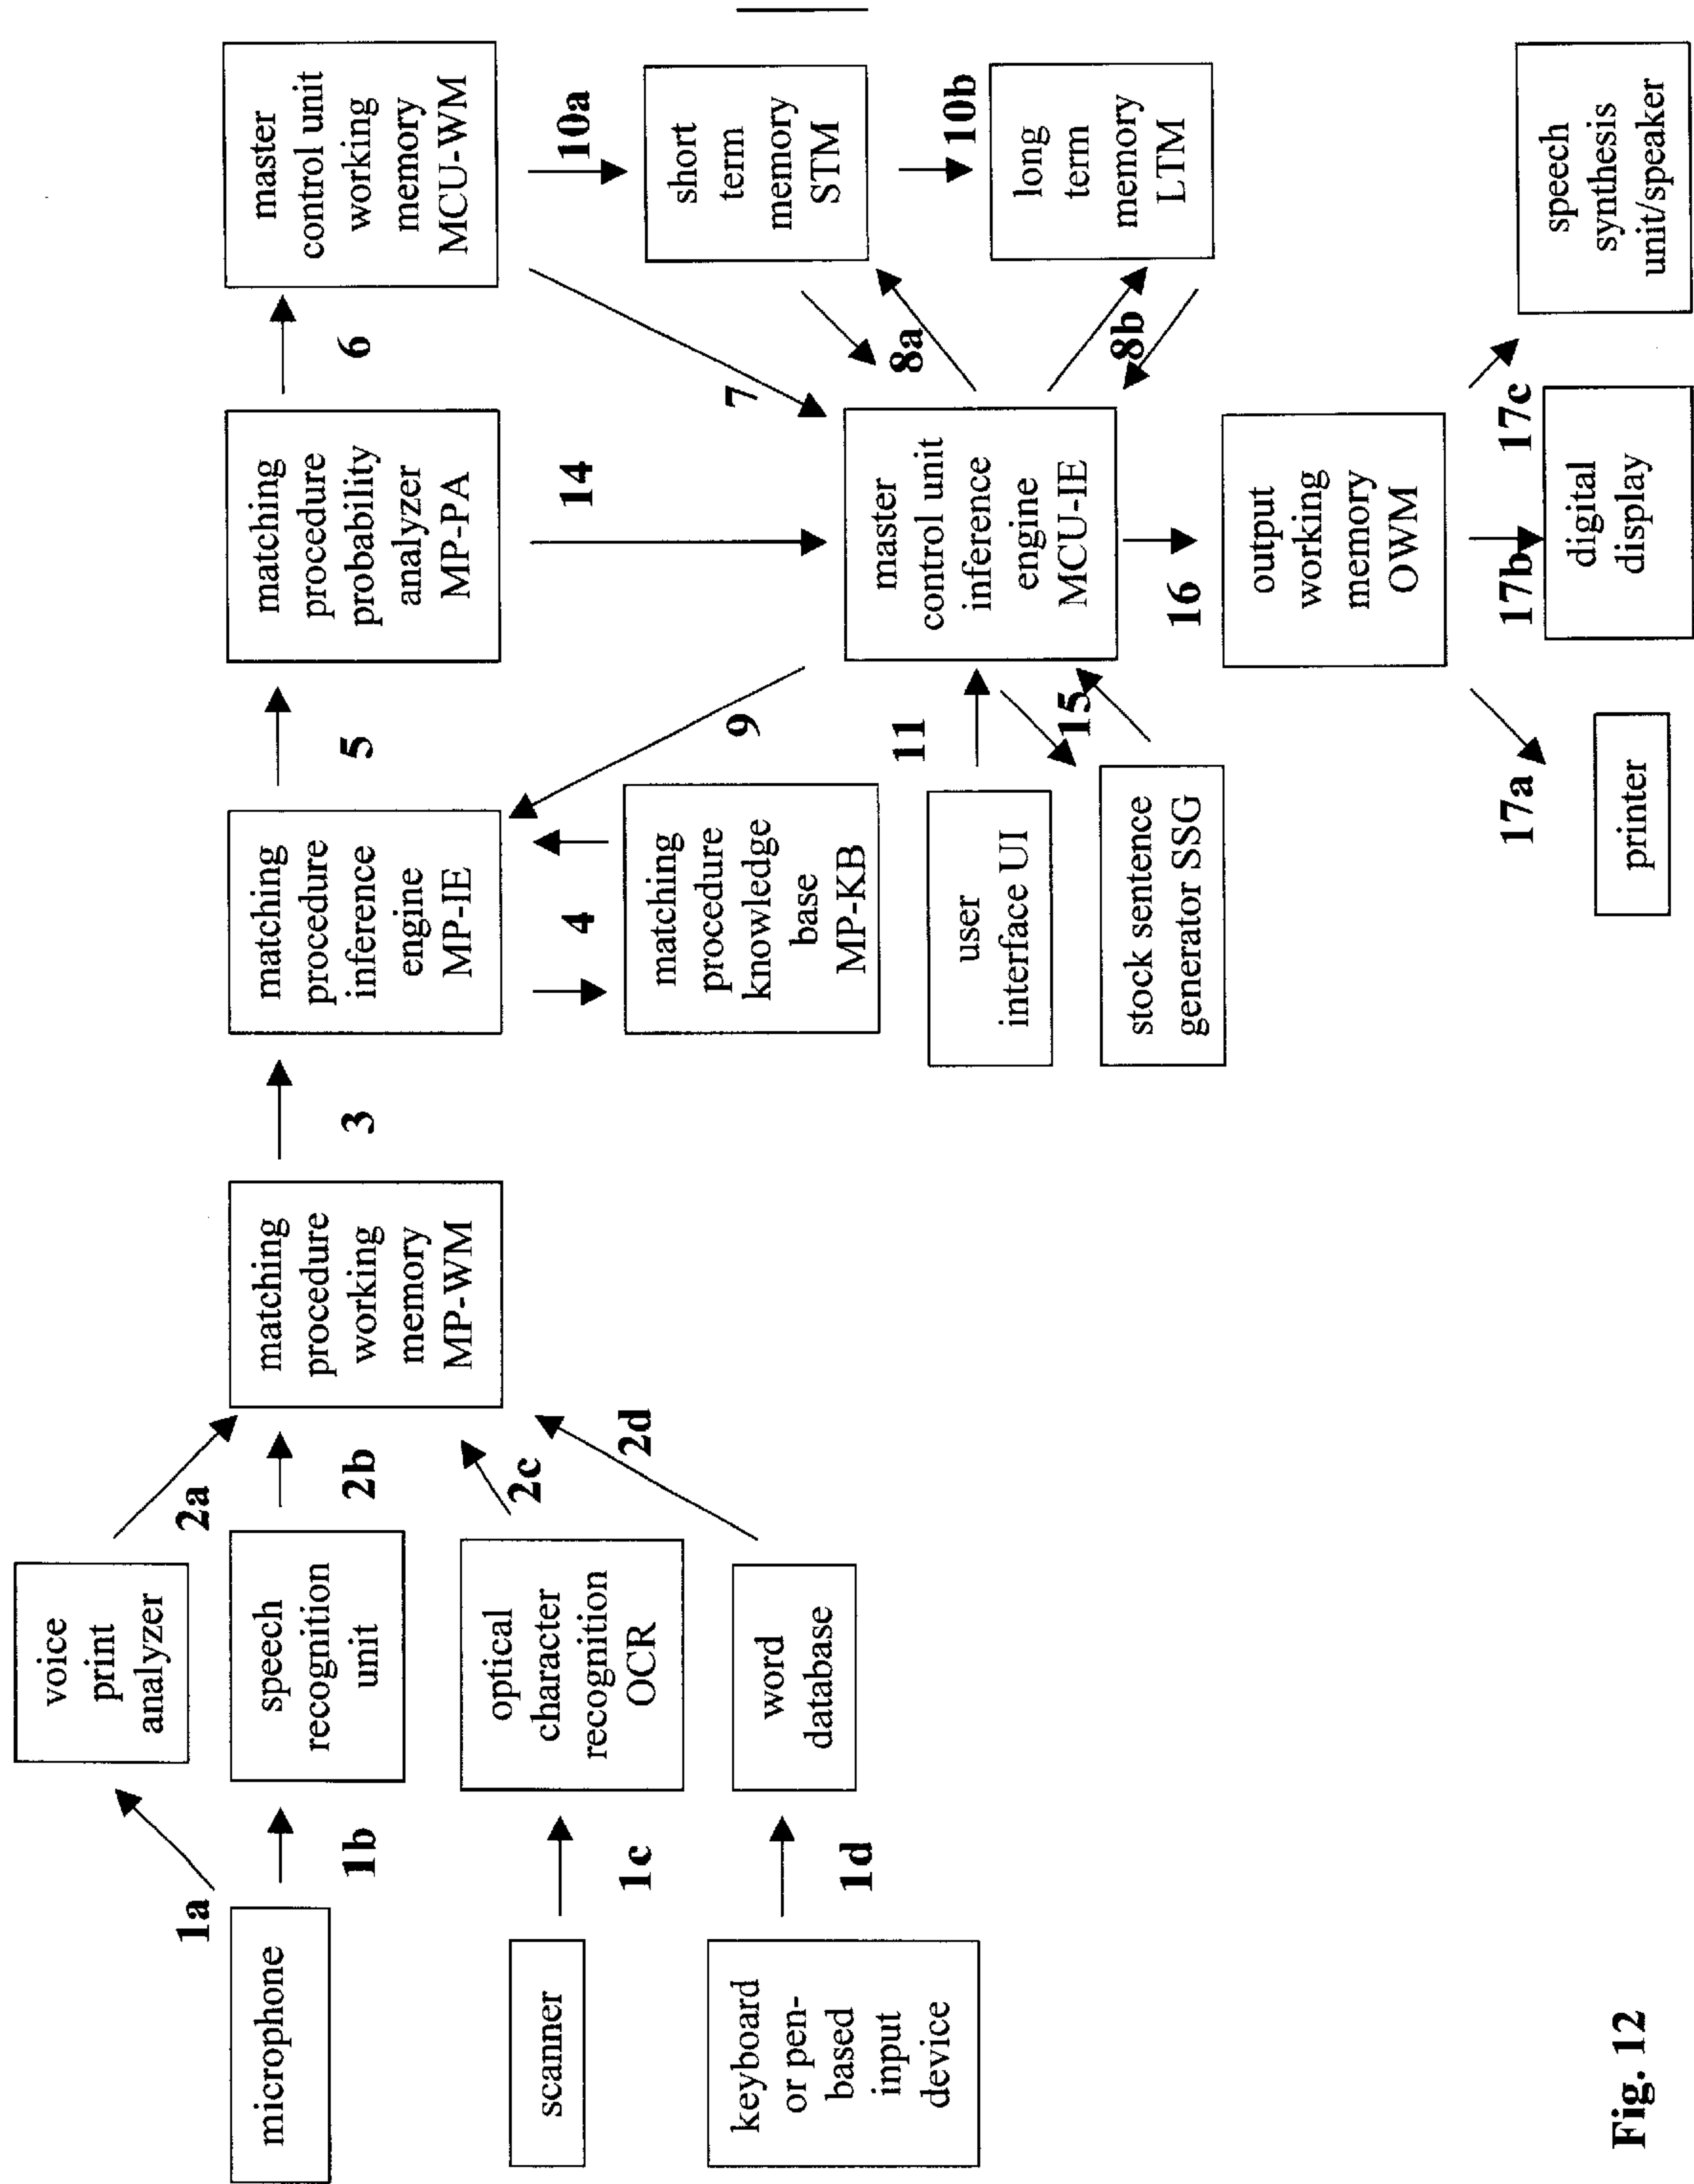 voice
print
analyzer
1a
2a
microphone
1b
speech
recognition
unit
2b
matching
procedure
working
memory
MP-WM
3
matching
procedure
inference
engine
MP-IE
5
matching
procedure
probability
analyzer
MP-PA
6
master
control unit
working
memory
MCU-WM
scanner
1c
optical
character
recognition
OCR
2c
4
14
10a
keyboard
or pen-
based
input
device
1d
word
database
2d
matching
procedure
knowledge
base
MP-KB
9
7
short
term
memory
STM
8a
10b
user
interface UI
11
master
control unit
inference
engine
MCU-IE
long
term
memory
LTM
8b
stock sentence
generator SSG
15
16
output
working
memory
OWM
17a
17b
17c
printer
digital
display
speech
synthesis
unit/speaker
Fig. 12